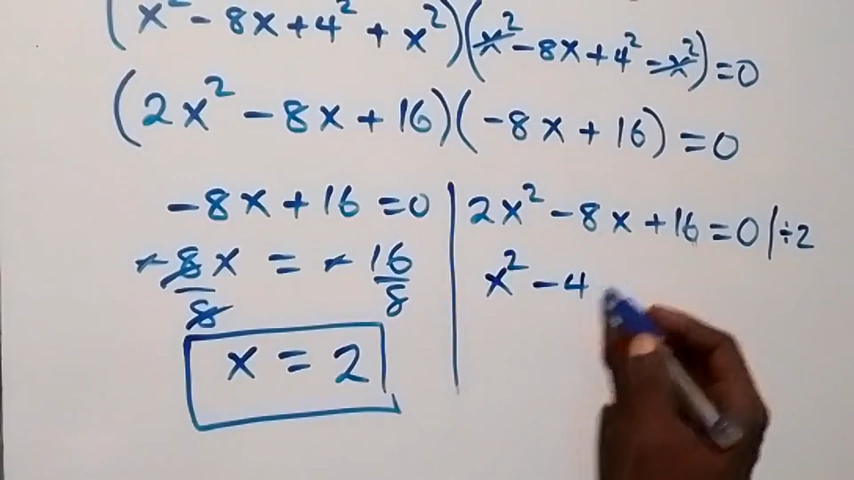 (x² - 8x + 4² + x²)(x² - 8x + 4² - x²) = 0
(2x² - 8x + 16)(-8x + 16) = 0
-8x + 16 = 0
-8x/8 = -16/8
x = 2
2x² - 8x + 16 = 0 | ÷2
x² - 4